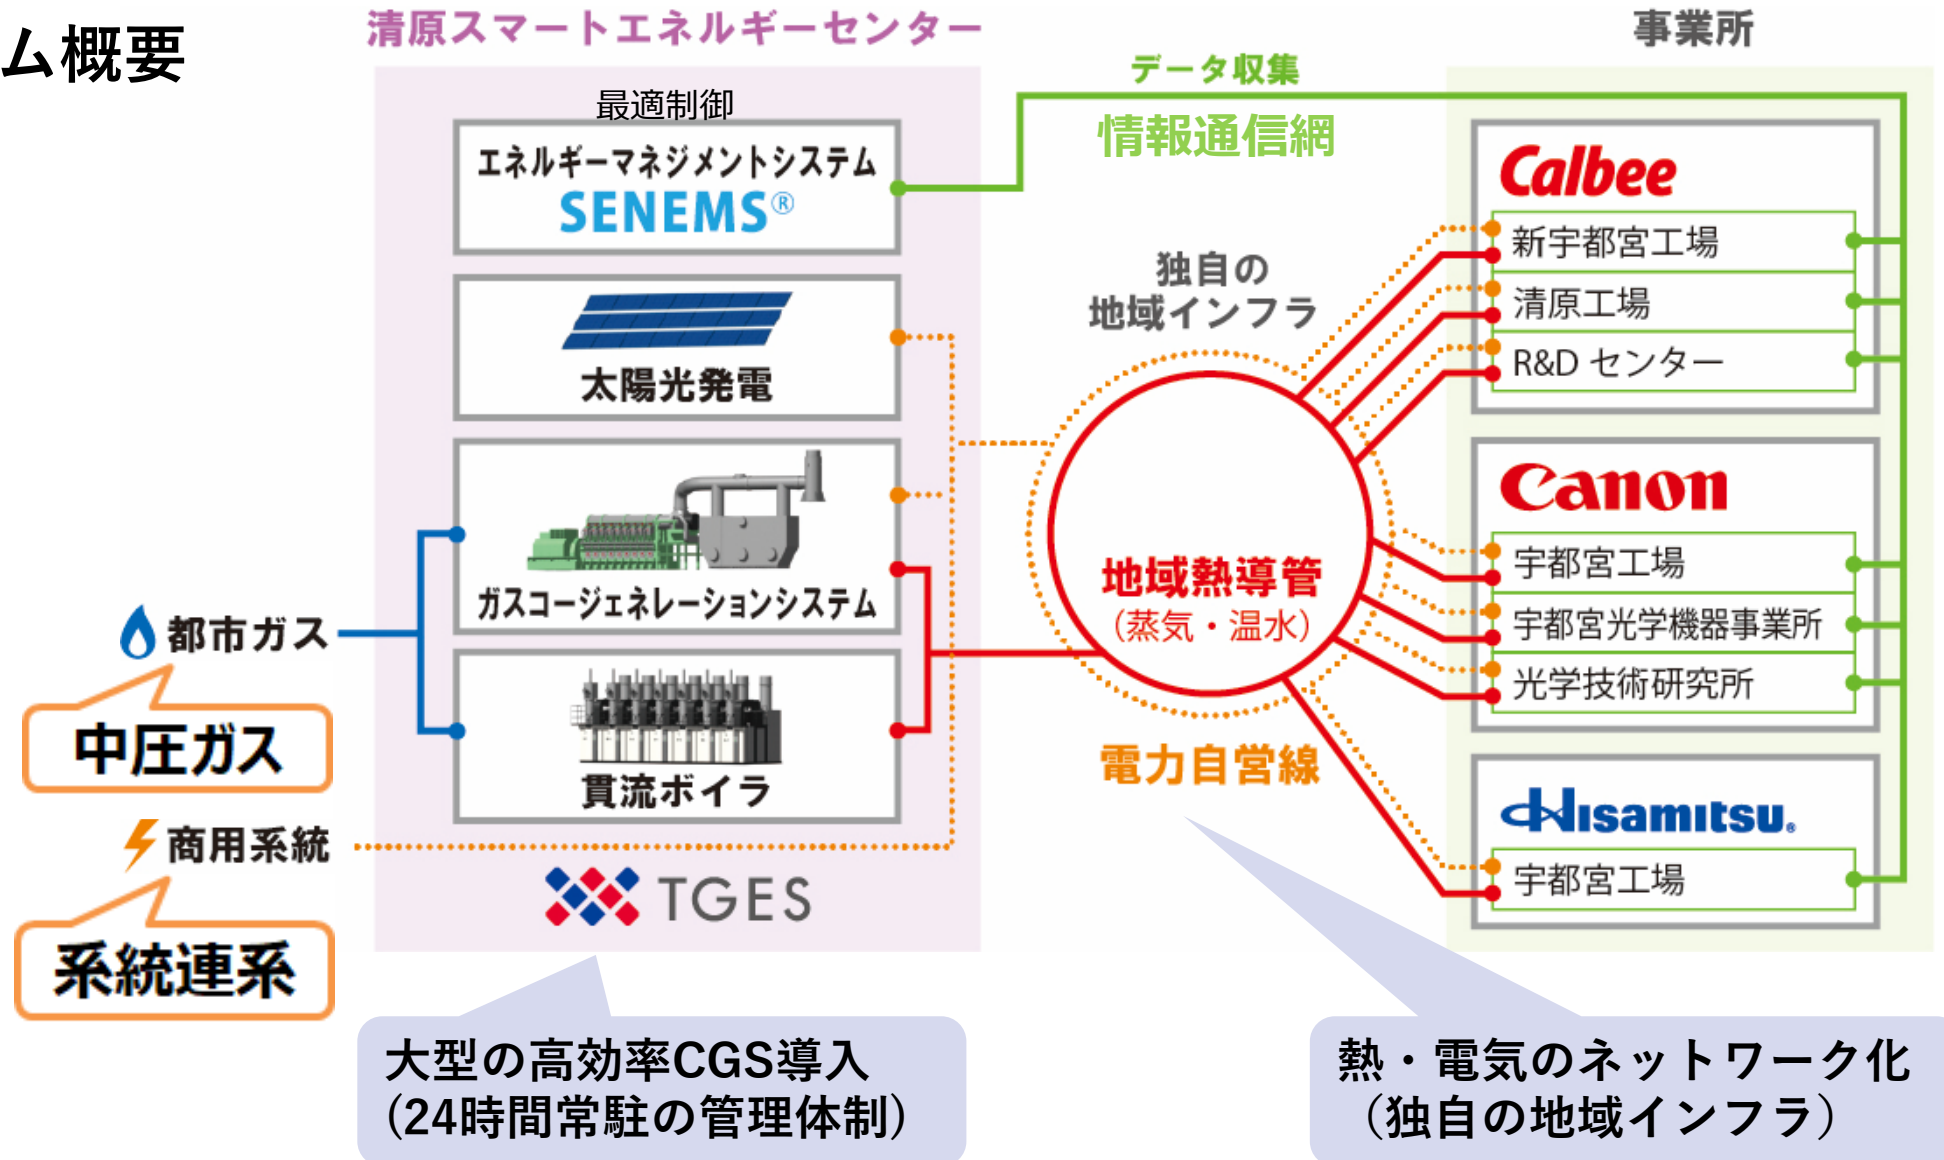 ム概要
清原スマートエネルギーセンター
事業所
データ収集
情報通信網
最適制御
エネルギーマネジメントシステム
SENEMS®
太陽光発電
ガスコージェネレーションシステム
貫流ボイラ
TGES
都市ガス
中圧ガス
商用系統
系統連系
独自の
地域インフラ
地域熱導管
（蒸気・温水）
電力自営線
Calbee
新宇都宮工場
清原工場
R&D センター
Canon
宇都宮工場
宇都宮光学機器事業所
光学技術研究所
Hisamitsu.
宇都宮工場
大型の高効率CGS導入
(24時間常駐の管理体制)
熱・電気のネットワーク化
（独自の地域インフラ）